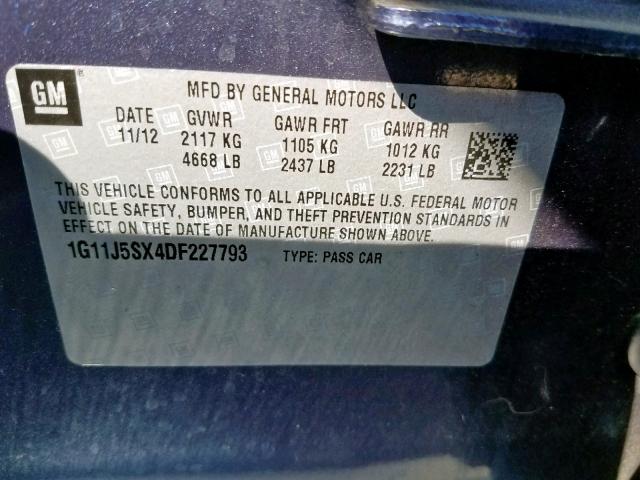 GM ®
MFD BY GENERAL MOTORS LLC
DATE GVWR GAWR FRT GAWR RR
11/12 2117 KG 1105 KG 1012 KG
4668 LB 2437 LB 2231 LB
THIS VEHICLE CONFORMS TO ALL APPLICABLE U.S. FEDERAL MOTOR
VEHICLE SAFETY, BUMPER, AND THEFT PREVENTION STANDARDS IN
EFFECT ON THE DATE OF MANUFACTURE SHOWN ABOVE.
1G11J5SX4DF227793 TYPE: PASS CAR